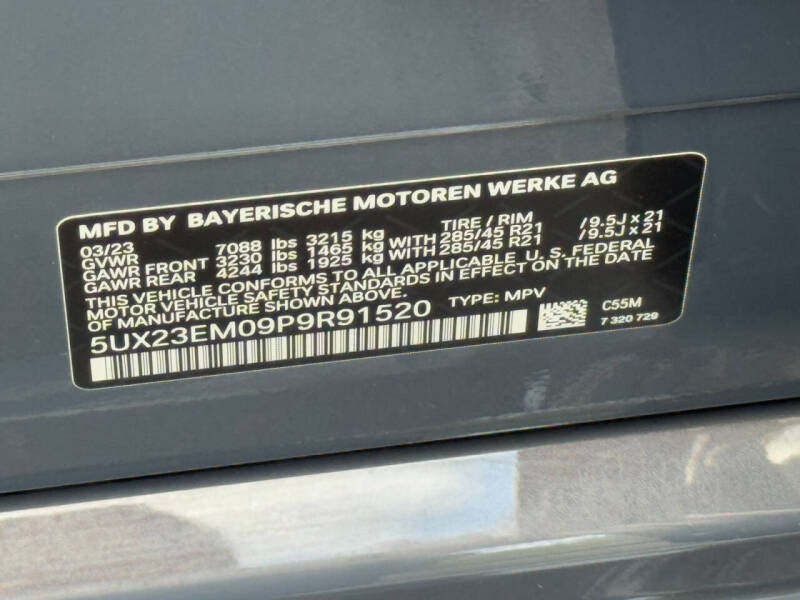 MFD BY BAYERISCHE MOTOREN WERKE AG
03/23
GVWR 7088 lbs 3215 kg TIRE / RIM
GAWR FRONT 3230 lbs 1465 kg WITH 285/45 R21 /9.5J x 21
GAWR REAR 4244 lbs 1925 kg WITH 285/45 R21 /9.5J x 21
THIS VEHICLE CONFORMS TO ALL APPLICABLE U. S. FEDERAL
MOTOR VEHICLE SAFETY STANDARDS IN EFFECT ON THE DATE
OF MANUFACTURE SHOWN ABOVE.
5UX23EM09P9R91520 TYPE: MPV C55M
7 320 729